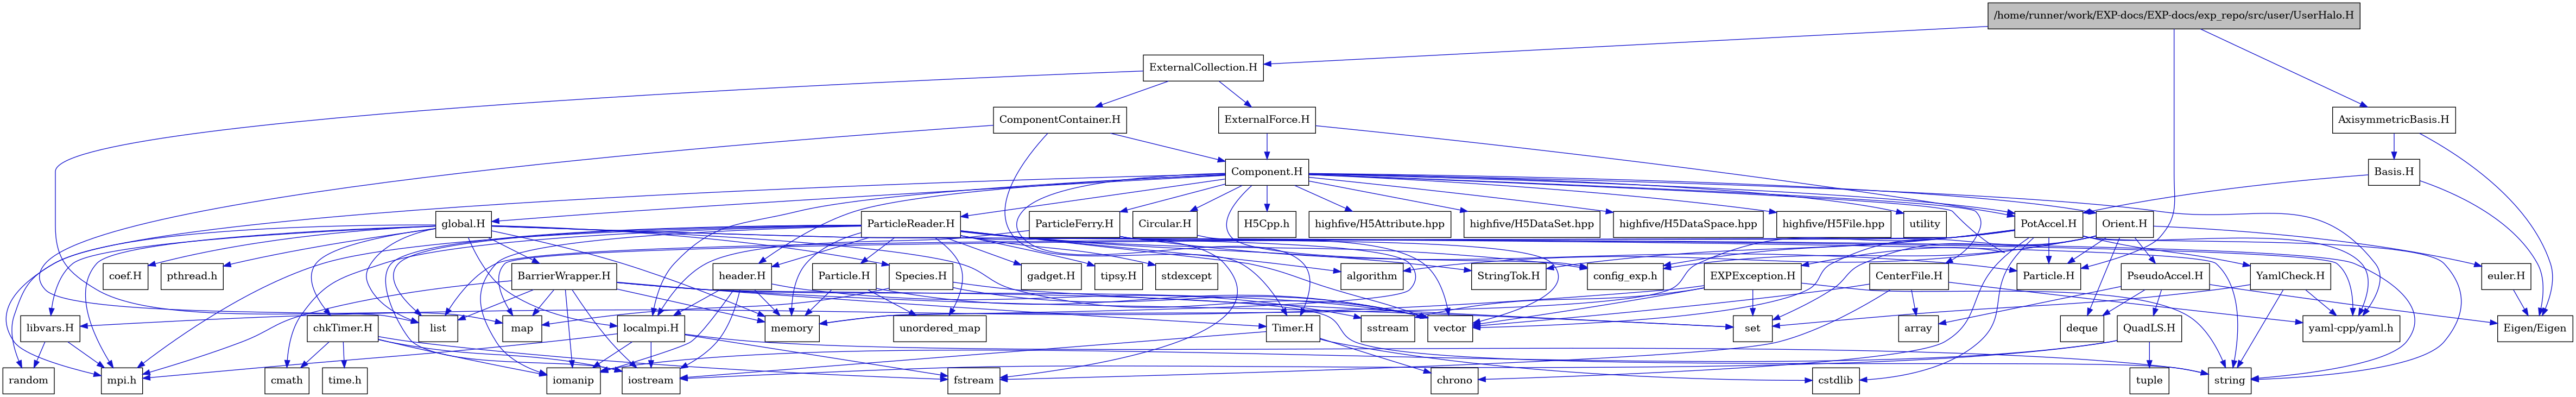 /home/runner/work/EXP-docs/EXP-docs/exp_repo/src/user/UserHalo.H
ExternalCollection.H
ComponentContainer.H
ExternalForce.H
AxisymmetricBasis.H
Component.H
Basis.H
global.H
ParticleReader.H
ParticleFerry.H
Circular.H
H5Cpp.h
highfive/H5Attribute.hpp
highfive/H5DataSet.hpp
highfive/H5DataSpace.hpp
highfive/H5File.hpp
utility
PotAccel.H
Orient.H
coef.H
pthread.h
BarrierWrapper.H
header.H
Particle.H
Species.H
gadget.H
tipsy.H
stdexcept
algorithm
StringTok.H
config_exp.h
EXPException.H
Particle.H
CenterFile.H
PseudoAccel.H
YamlCheck.H
euler.H
libvars.H
chkTimer.H
list
map
localmpi.H
memory
unordered_map
Timer.H
sstream
vector
set
array
deque
QuadLS.H
yaml-cpp/yaml.h
Eigen/Eigen
random
mpi.h
cmath
time.h
iomanip
iostream
chrono
fstream
cstdlib
tuple
string